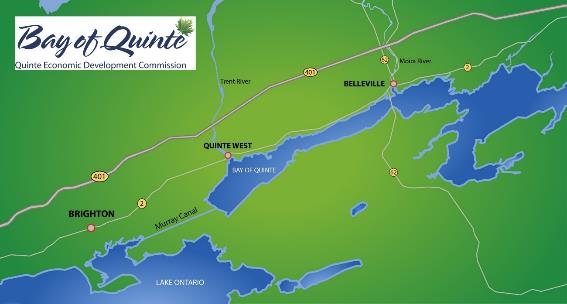 Bay of Quinte
Quinte Economic Development Commission
Trent River
401
62
Moira River
BELLEVILLE
2
QUINTE WEST
BAY OF QUINTE
62
401
2
BRIGHTON
Murray Canal
LAKE ONTARIO